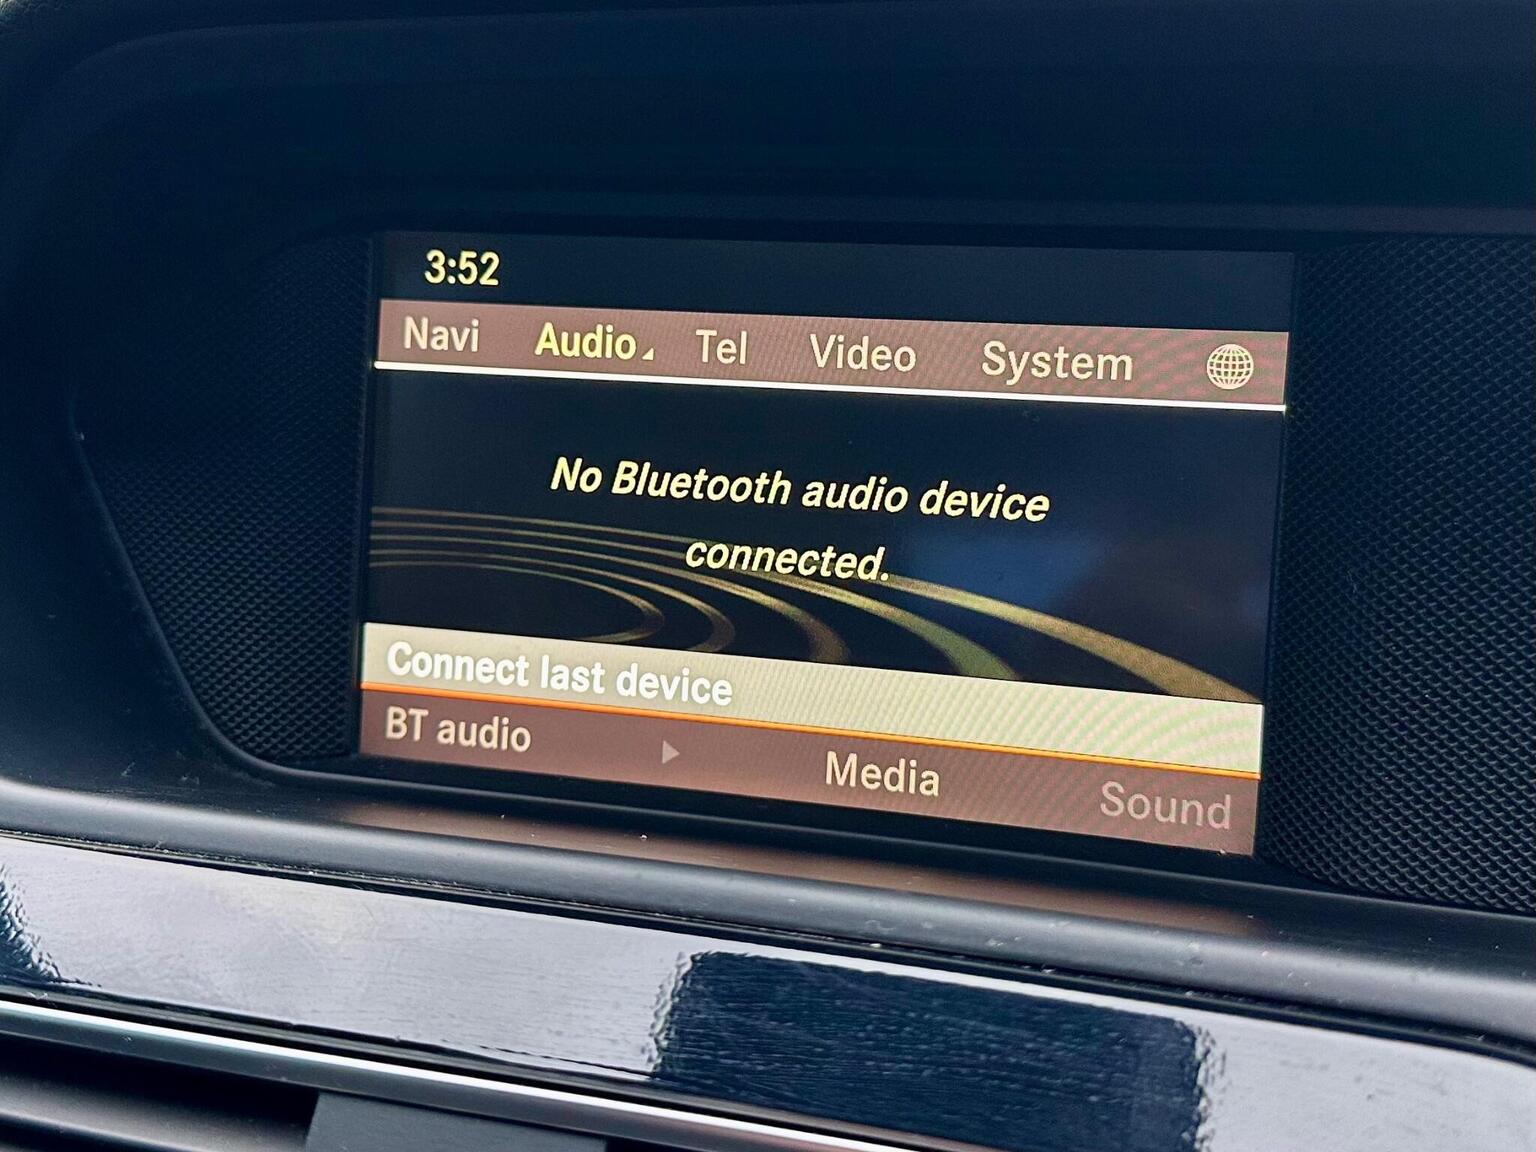 3:52
Navi Audio Tel Video System
No Bluetooth audio device
connected.
Connect last device
BT audio Media Sound